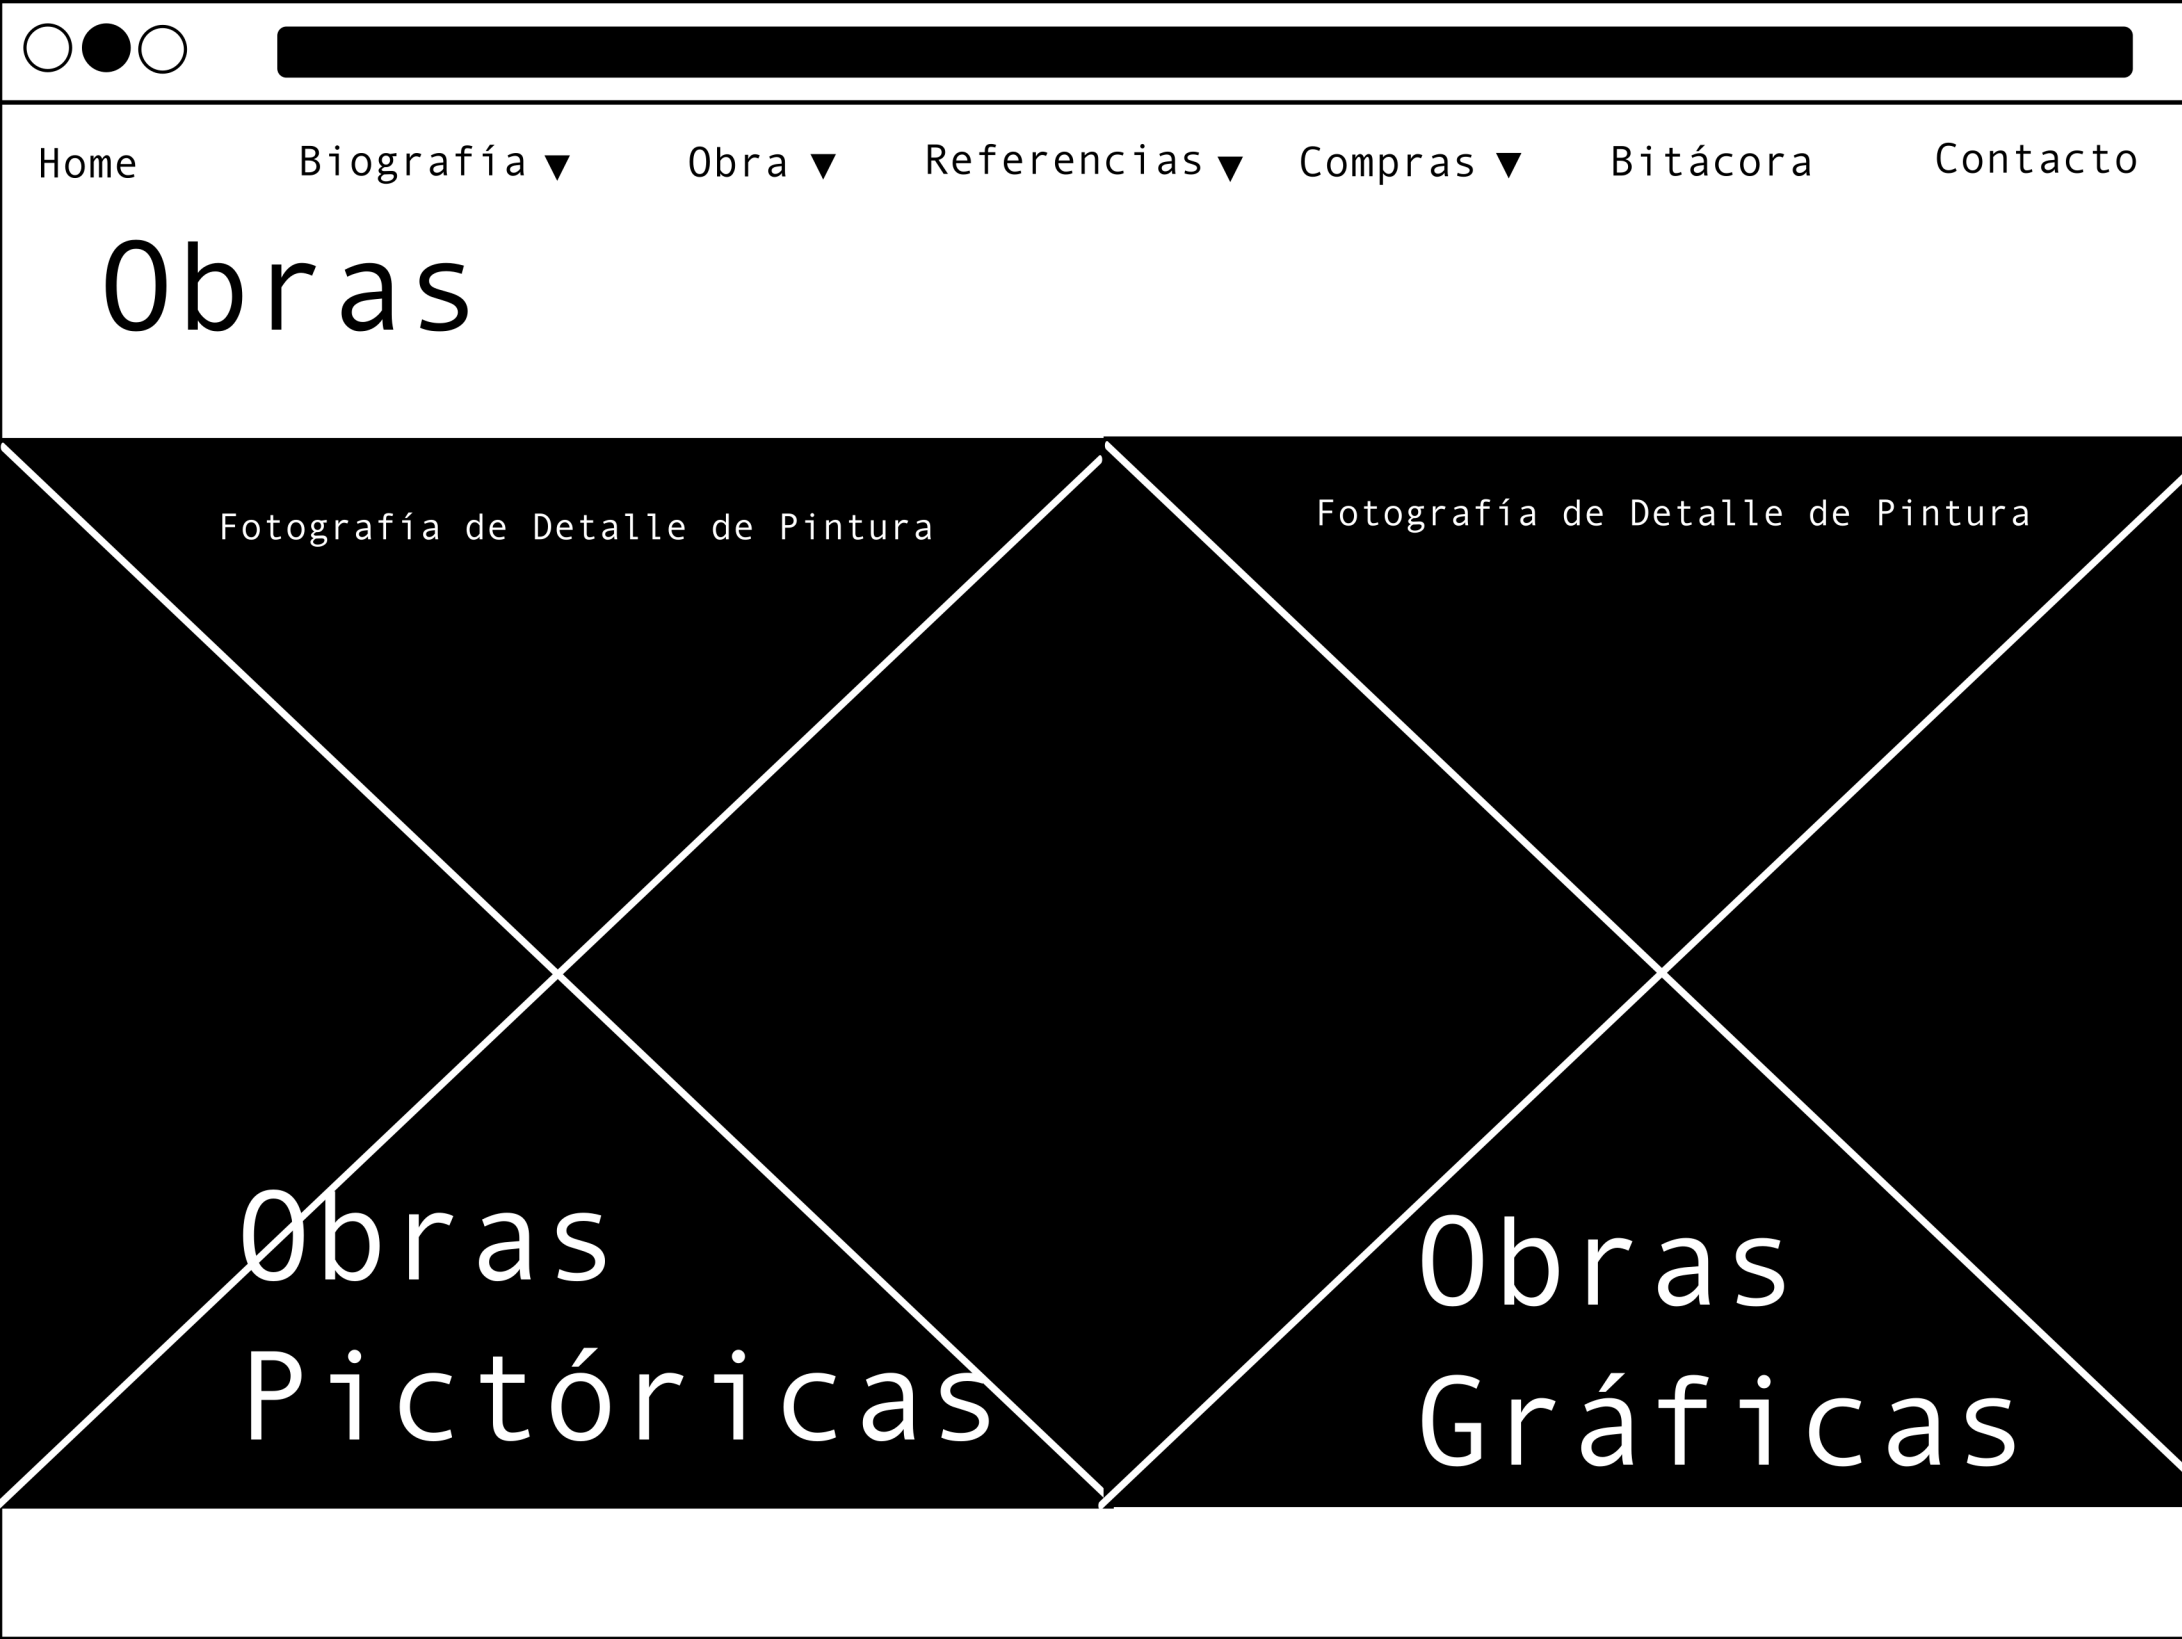 Home Biografía Obra Referencias Compras Bitácora Contacto
Obras
Fotografía de Detalle de Pintura
Fotografía de Detalle de Pintura
Obras
Pictóricas
Obras
Gráficas